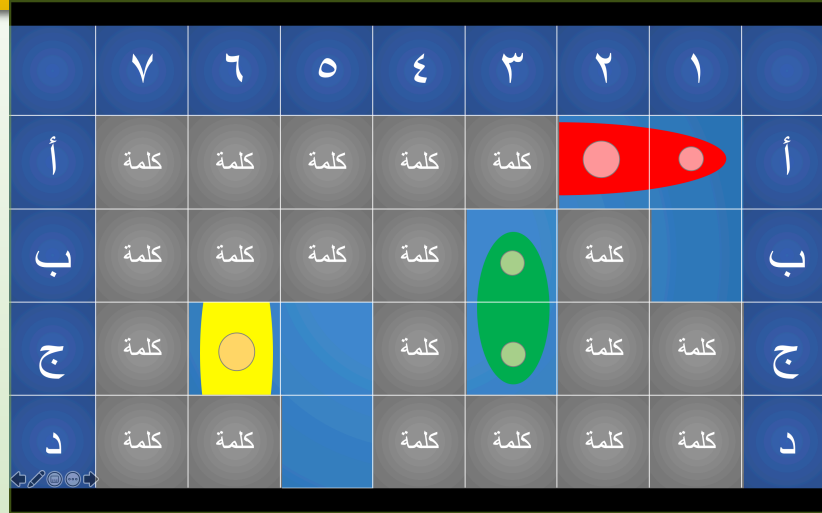 ١ ٢ ٣ ٤ ٥ ٦ ٧
أ كلمة كلمة كلمة كلمة كلمة أ
ب كلمة كلمة كلمة كلمة كلمة ب
ج كلمة كلمة كلمة كلمة ج
د كلمة كلمة كلمة كلمة كلمة كلمة د